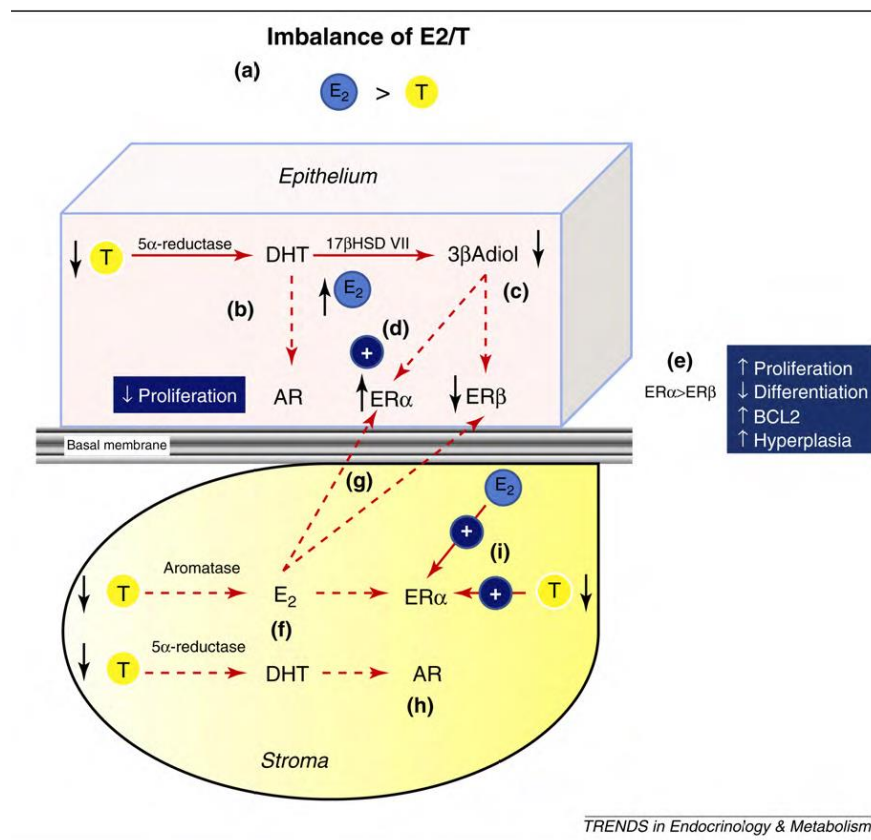 Imbalance of E2/T
(a)
E₂ > T
Epithelium
↓ T 5α-reductase DHT 17βHSD VII 3βAdiol ↓
↑ E₂
(b) (c)
(d)
+
↓ Proliferation AR ↑ERα ↓ERβ
(e)
ERα>ERβ
↑ Proliferation
↓ Differentiation
↑ BCL2
↑ Hyperplasia
Basal membrane
(g)
E₂
+
(i)
↓ T Aromatase E₂ ERα + T ↓
(f)
↓ T 5α-reductase DHT AR
(h)
Stroma
TRENDS in Endocrinology & Metabolism